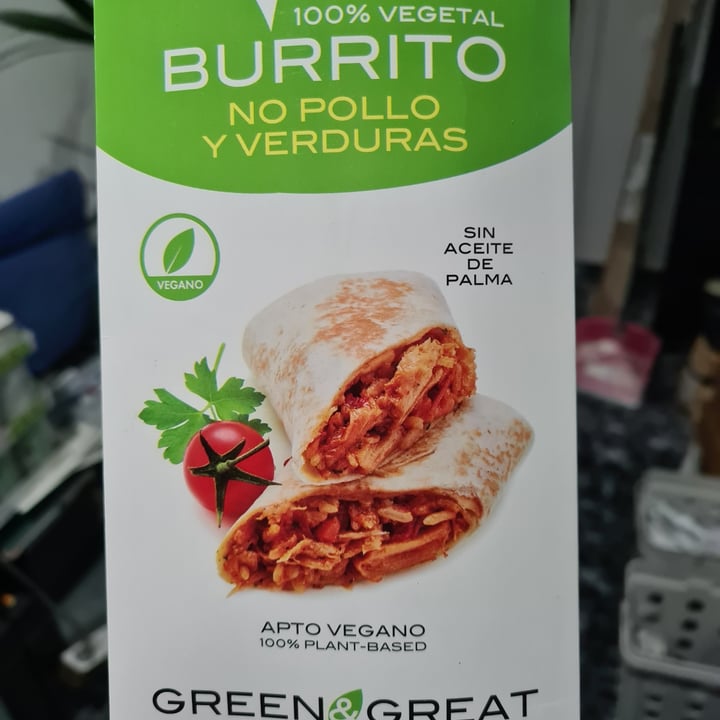 100% VEGETAL
BURRITO
NO POLLO
Y VERDURAS
VEGANO
SIN
ACEITE
DE
PALMA
APTO VEGANO
100% PLANT-BASED
GREEN&GREAT